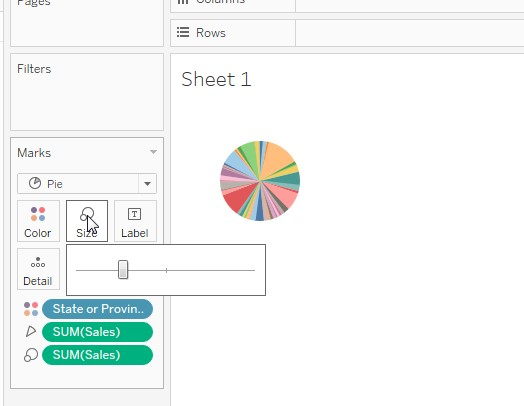 Pages
Columns
Rows
Filters
Sheet 1
Marks
Pie
Color
Size
Label
Detail
State or Provin..
SUM(Sales)
SUM(Sales)